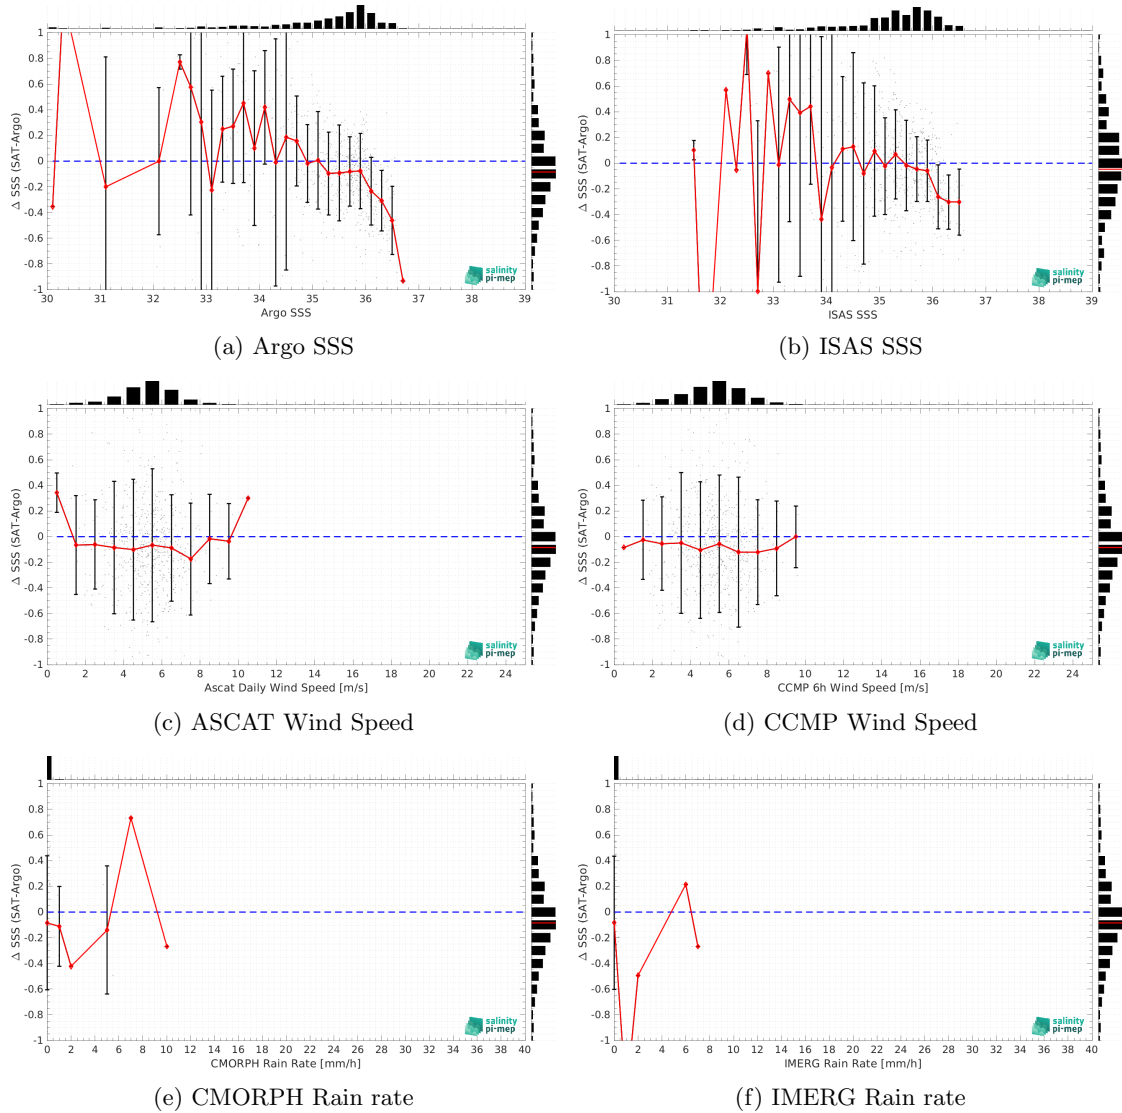 1
0.8
0.6
0.4
0.2
0
-0.2
-0.4
-0.6
-0.8
-1
Δ SSS (SAT-Argo)
30 31 32 33 34 35 36 37 38 39
Argo SSS
salinity
pi-mep
(a) Argo SSS
1
0.8
0.6
0.4
0.2
0
-0.2
-0.4
-0.6
-0.8
-1
Δ SSS (SAT-Argo)
30 31 32 33 34 35 36 37 38 39
ISAS SSS
salinity
pi-mep
(b) ISAS SSS
1
0.8
0.6
0.4
0.2
0
-0.2
-0.4
-0.6
-0.8
-1
Δ SSS (SAT-Argo)
0 2 4 6 8 10 12 14 16 18 20 22 24
Ascat Daily Wind Speed [m/s]
salinity
pi-mep
(c) ASCAT Wind Speed
1
0.8
0.6
0.4
0.2
0
-0.2
-0.4
-0.6
-0.8
-1
Δ SSS (SAT-Argo)
0 2 4 6 8 10 12 14 16 18 20 22 24
CCMP 6h Wind Speed [m/s]
salinity
pi-mep
(d) CCMP Wind Speed
1
0.8
0.6
0.4
0.2
0
-0.2
-0.4
-0.6
-0.8
-1
Δ SSS (SAT-Argo)
0 2 4 6 8 10 12 14 16 18 20 22 24 26 28 30 32 34 36 38 40
CMORPH Rain Rate [mm/h]
salinity
pi-mep
(e) CMORPH Rain rate
1
0.8
0.6
0.4
0.2
0
-0.2
-0.4
-0.6
-0.8
-1
Δ SSS (SAT-Argo)
0 2 4 6 8 10 12 14 16 18 20 22 24 26 28 30 32 34 36 38 40
IMERG Rain Rate [mm/h]
salinity
pi-mep
(f) IMERG Rain rate